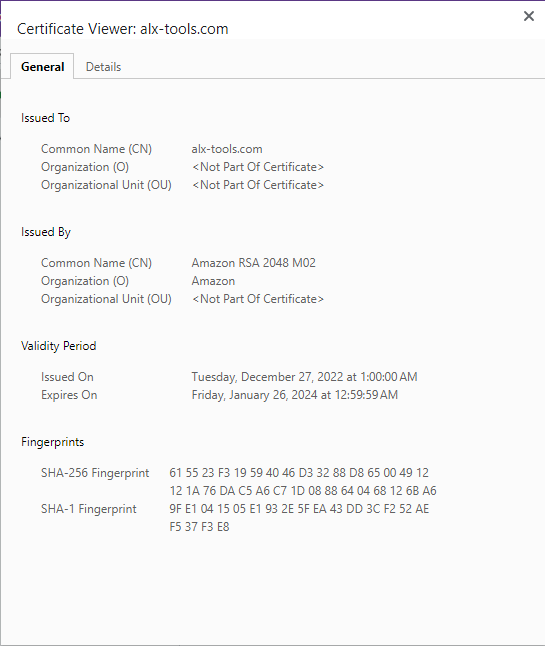 Certificate Viewer: alx-tools.com
General Details
Issued To
Common Name (CN) alx-tools.com
Organization (O) <Not Part Of Certificate>
Organizational Unit (OU) <Not Part Of Certificate>
Issued By
Common Name (CN) Amazon RSA 2048 M02
Organization (O) Amazon
Organizational Unit (OU) <Not Part Of Certificate>
Validity Period
Issued On Tuesday, December 27, 2022 at 1:00:00 AM
Expires On Friday, January 26, 2024 at 12:59:59 AM
Fingerprints
SHA-256 Fingerprint 61 55 23 F3 19 59 40 46 D3 32 88 D8 65 00 49 12
12 1A 76 DA C5 A6 C7 1D 08 88 64 04 68 12 6B A6
SHA-1 Fingerprint 9F E1 04 15 05 E1 93 2E 5F EA 43 DD 3C F2 52 AE
F5 37 F3 E8